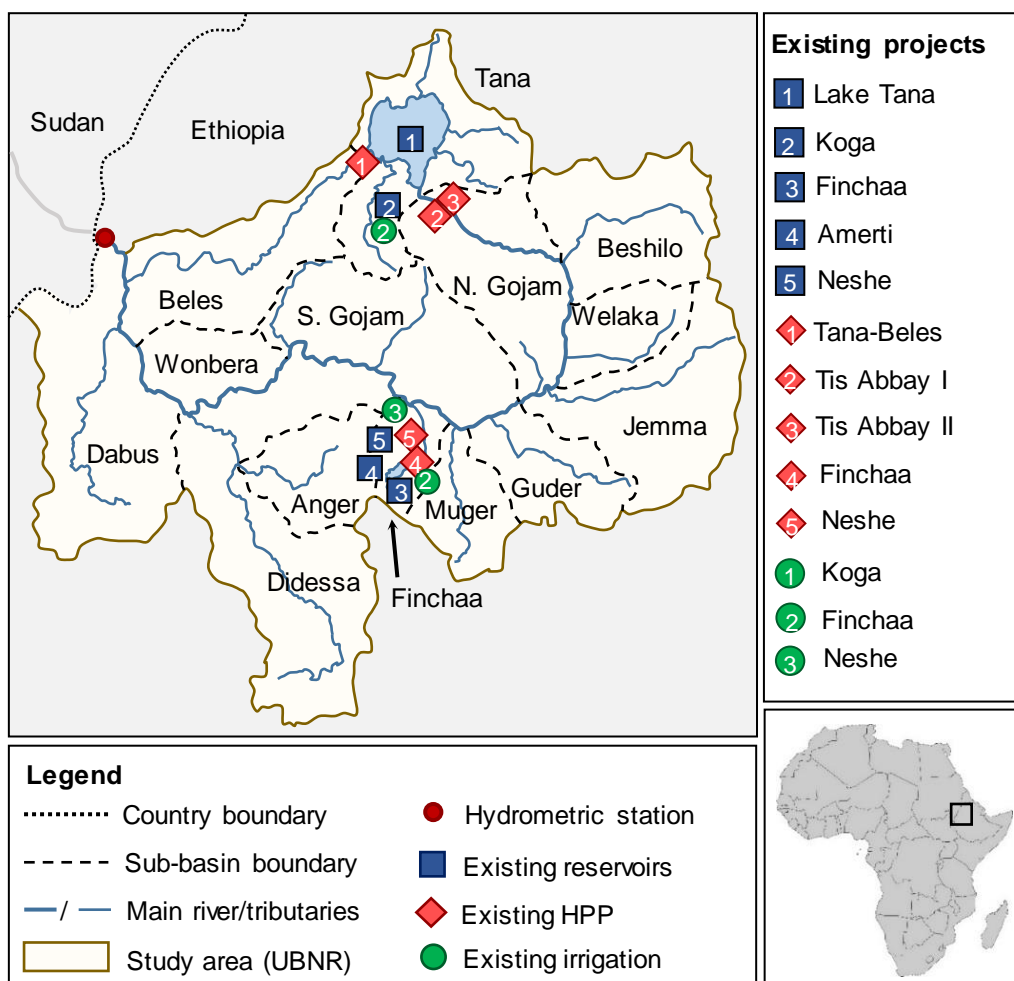 Tana
Sudan
Ethiopia
1
1
2
3
2
2
Beshilo
N. Gojam
Beles
S. Gojam
Welaka
Wonbera
3
5
5
Jemma
Dabus
4
4
2
3
Guder
Anger
Muger
Didessa
Finchaa
Existing projects
1 Lake Tana
2 Koga
3 Finchaa
4 Amerti
5 Neshe
1 Tana-Beles
2 Tis Abbay I
3 Tis Abbay II
4 Finchaa
5 Neshe
1 Koga
2 Finchaa
3 Neshe
Legend
Country boundary
Sub-basin boundary
/ Main river/tributaries
Study area (UBNR)
Hydrometric station
Existing reservoirs
Existing HPP
Existing irrigation